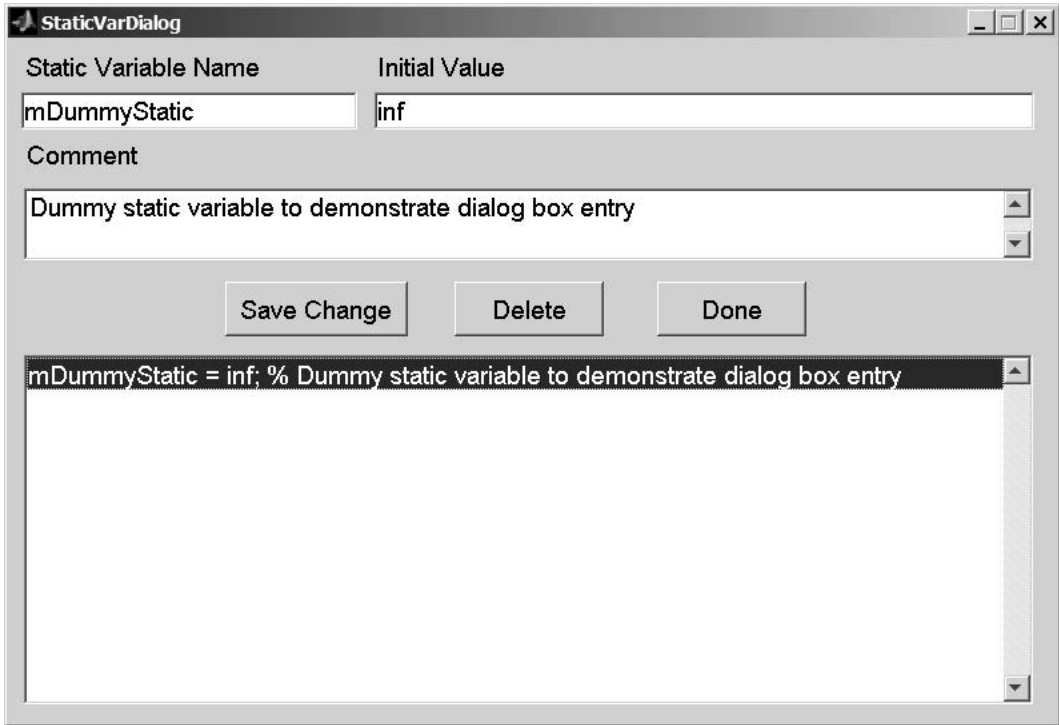 StaticVarDialog
Static Variable Name Initial Value
mDummyStatic inf
Comment
Dummy static variable to demonstrate dialog box entry
Save Change Delete Done
mDummyStatic = inf; % Dummy static variable to demonstrate dialog box entry